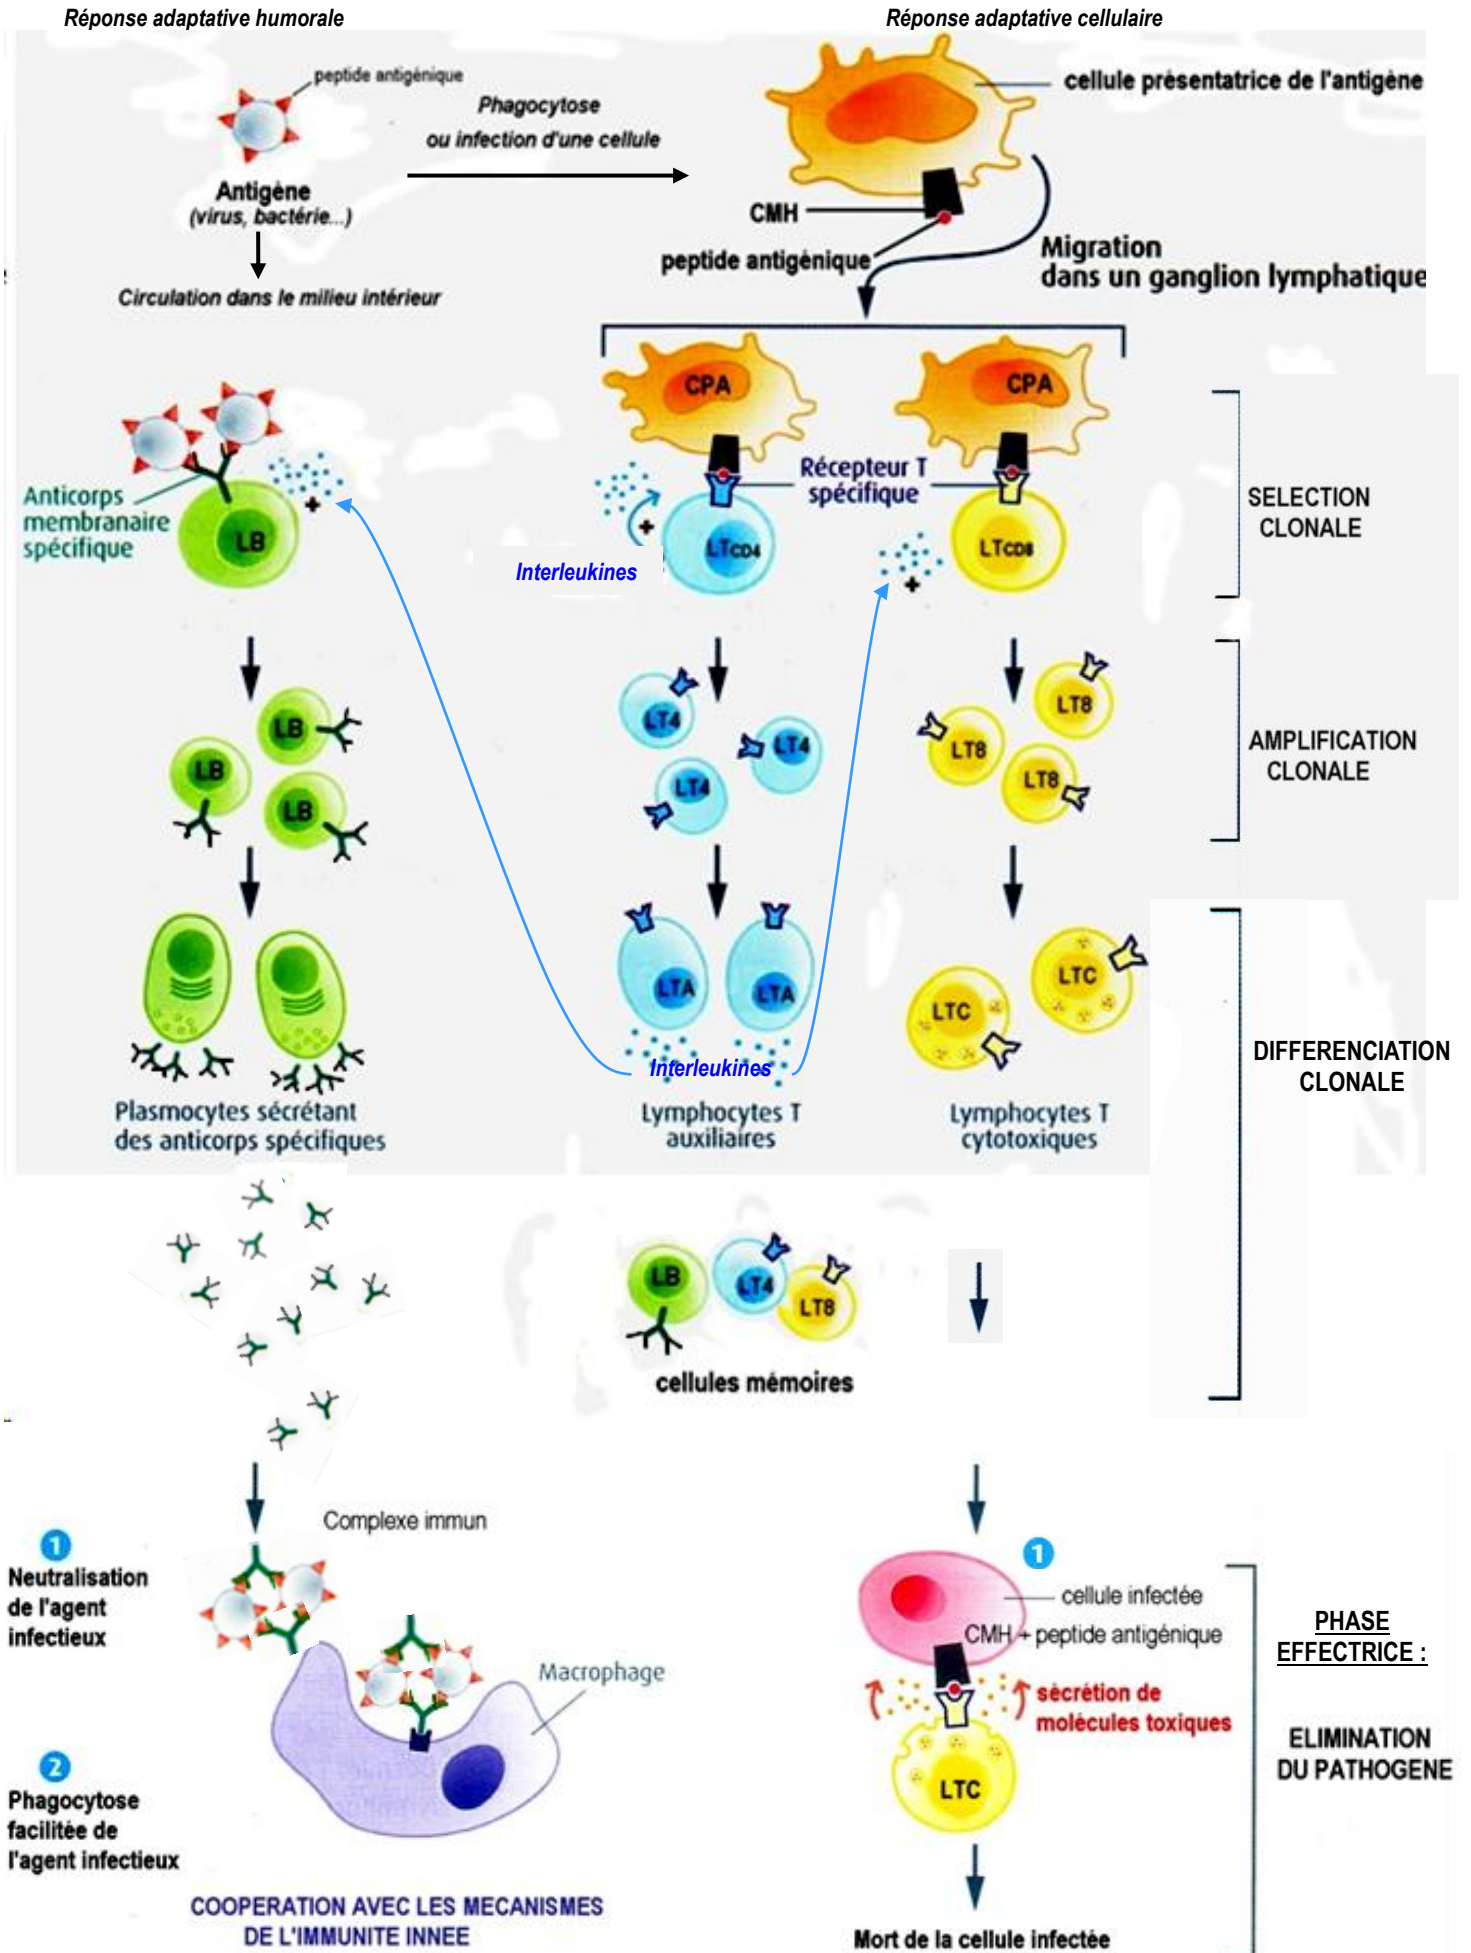 Réponse adaptative humorale
Réponse adaptative cellulaire
peptide antigénique
Phagocytose
ou infection d'une cellule
cellule présentatrice de l'antigène
Antigène
(virus, bactérie...)
CMH
peptide antigénique
Migration
dans un ganglion lymphatique
Circulation dans le milieu intérieur
CPA
CPA
Anticorps
membranaire
spécifique
+
LB
Récepteur T
spécifique
+
LTCD4
LTCD8
+
Interleukines
SELECTION
CLONALE
LB
LB
LB
LT4
LT4
LT4
LT8
LT8
LT8
AMPLIFICATION
CLONALE
LTA
LTA
LTC
LTC
Interleukines
DIFFERENCIATION
CLONALE
Plasmocytes sécrétant
des anticorps spécifiques
Lymphocytes T
auxiliaires
Lymphocytes T
cytotoxiques
LB
LT4
LT8
cellules mémoires
Complexe immun
1
Neutralisation
de l'agent
infectieux
Macrophage
2
Phagocytose
facilitée de
l'agent infectieux
COOPERATION AVEC LES MECANISMES
DE L'IMMUNITE INNEE
1
cellule infectée
CMH + peptide antigénique
sécrétion de
molécules toxiques
LTC
Mort de la cellule infectée
PHASE
EFFECTRICE :
ELIMINATION
DU PATHOGENE